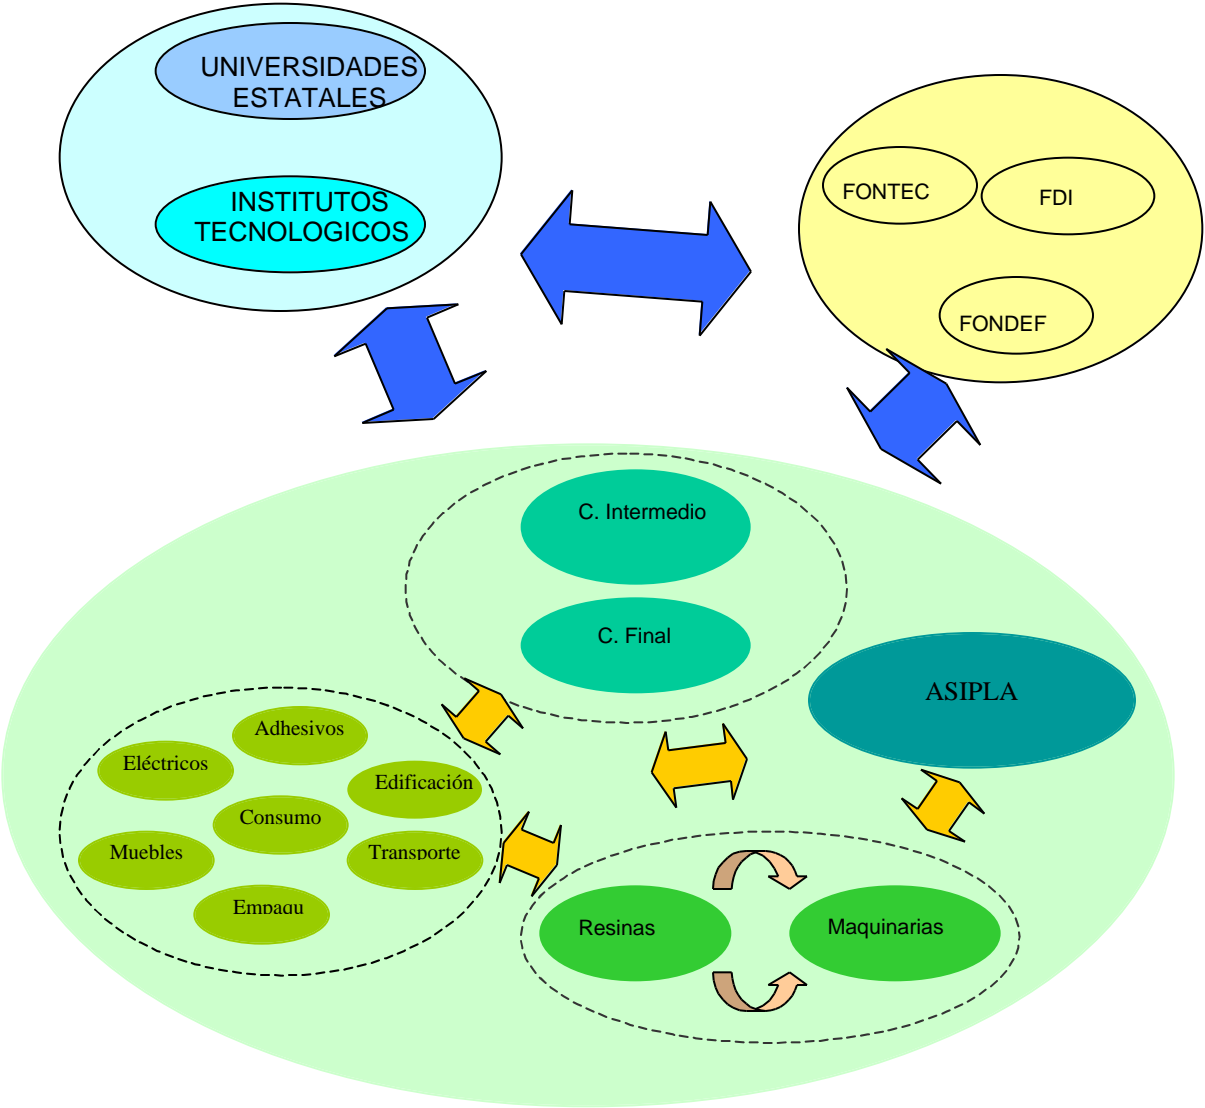 UNIVERSIDADES
ESTATALES
INSTITUTOS
TECNOLOGICOS
FONTEC
FDI
FONDEF
C. Intermedio
C. Final
ASIPLA
Adhesivos
Eléctricos
Edificación
Consumo
Muebles
Transporte
Empaqu
Resinas
Maquinarias